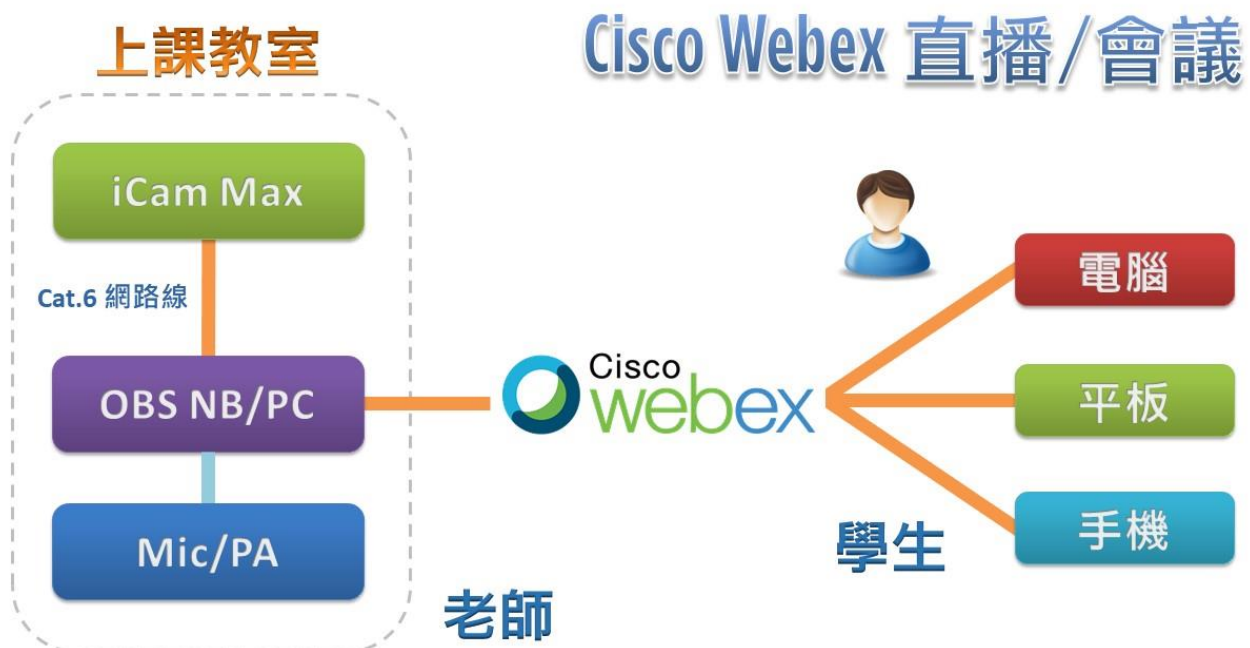 上課教室
Cisco Webex 直播/會議
iCam Max
Cat.6 網路線
OBS NB/PC
Mic/PA
老師
Cisco
webex
學生
電腦
平板
手機